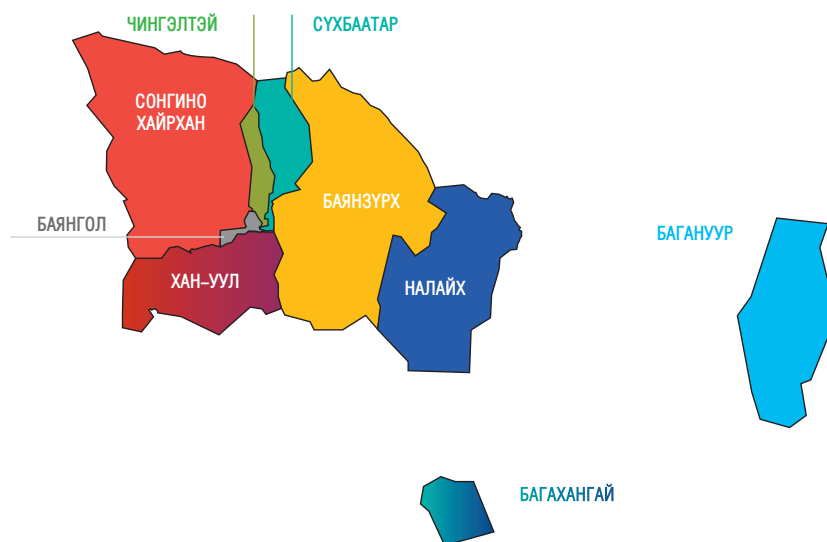 ЧИНГЭЛТЭЙ
СҮХБААТАР
СОНГИНО
ХАЙРХАН
БАЯНЗҮРХ
БАЯНГОЛ
БАГАНУУР
ХАН-УУЛ
НАЛАЙХ
БАГАХАНГАЙ